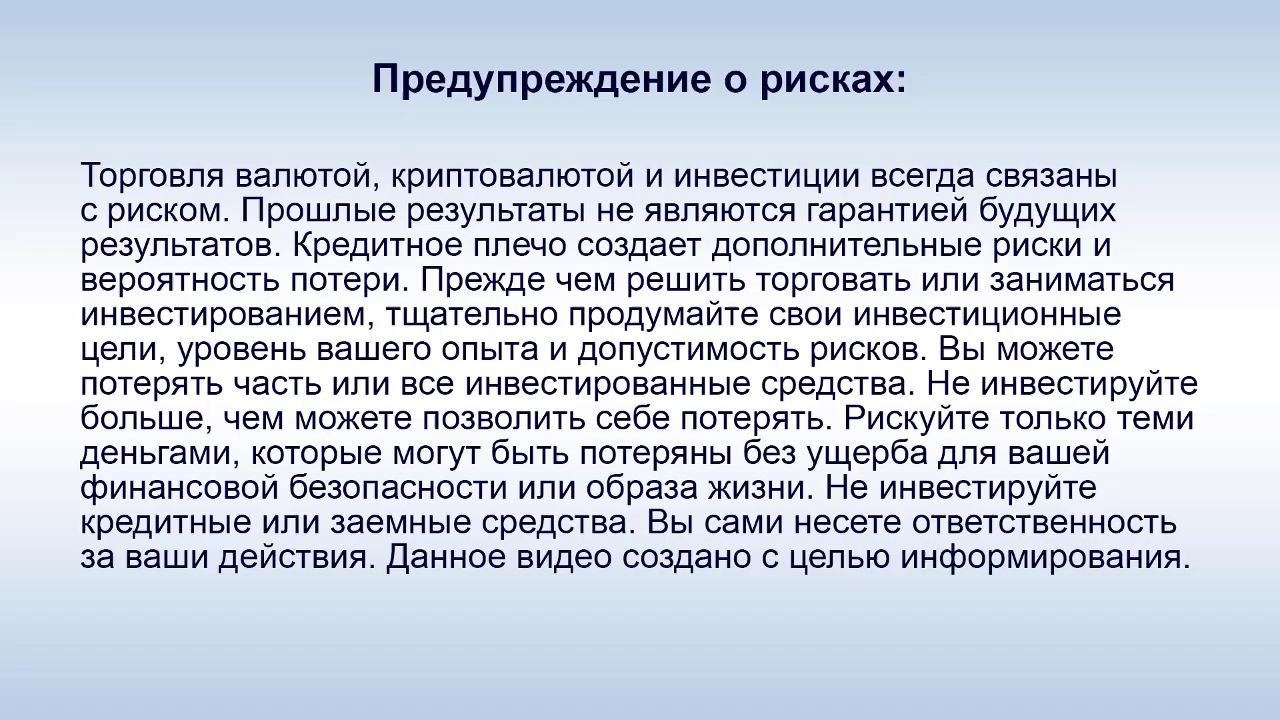 Предупреждение о рисках:
Торговля валютой, криптовалютой и инвестиции всегда связаны
с риском. Прошлые результаты не являются гарантией будущих
результатов. Кредитное плечо создает дополнительные риски и
вероятность потери. Прежде чем решить торговать или заниматься
инвестированием, тщательно продумайте свои инвестиционные
цели, уровень вашего опыта и допустимость рисков. Вы можете
потерять часть или все инвестированные средства. Не инвестируйте
больше, чем можете позволить себе потерять. Рискуйте только теми
деньгами, которые могут быть потеряны без ущерба для вашей
финансовой безопасности или образа жизни. Не инвестируйте
кредитные или заемные средства. Вы сами несете ответственность
за ваши действия. Данное видео создано с целью информирования.